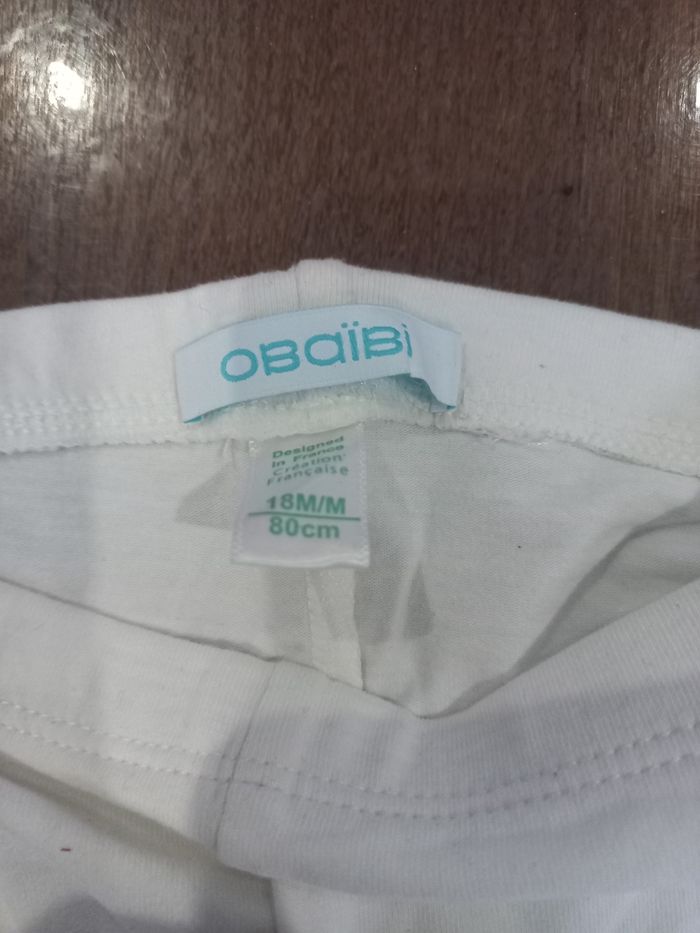 OBaïBi
Designed
in France
Création
Française
18M/M
80cm